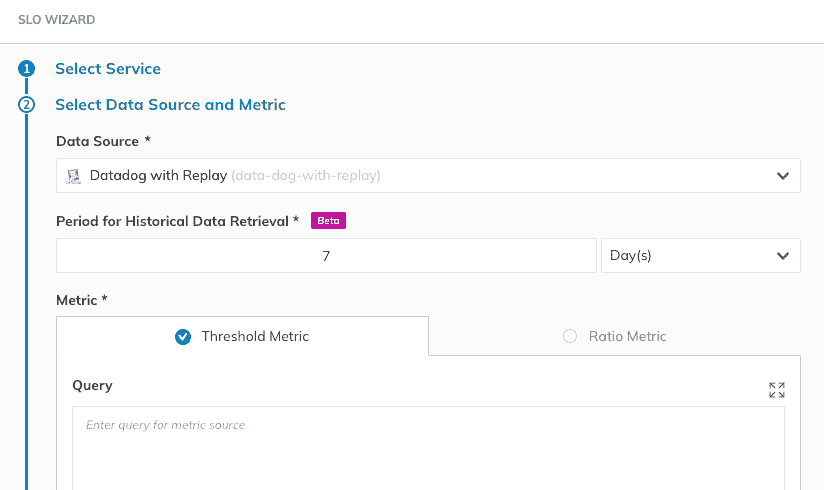 SLO WIZARD
1 Select Service
2 Select Data Source and Metric
Data Source *
Datadog with Replay (data-dog-with-replay)
Period for Historical Data Retrieval * Beta
7 Day(s)
Metric *
Threshold Metric Ratio Metric
Query
Enter query for metric source